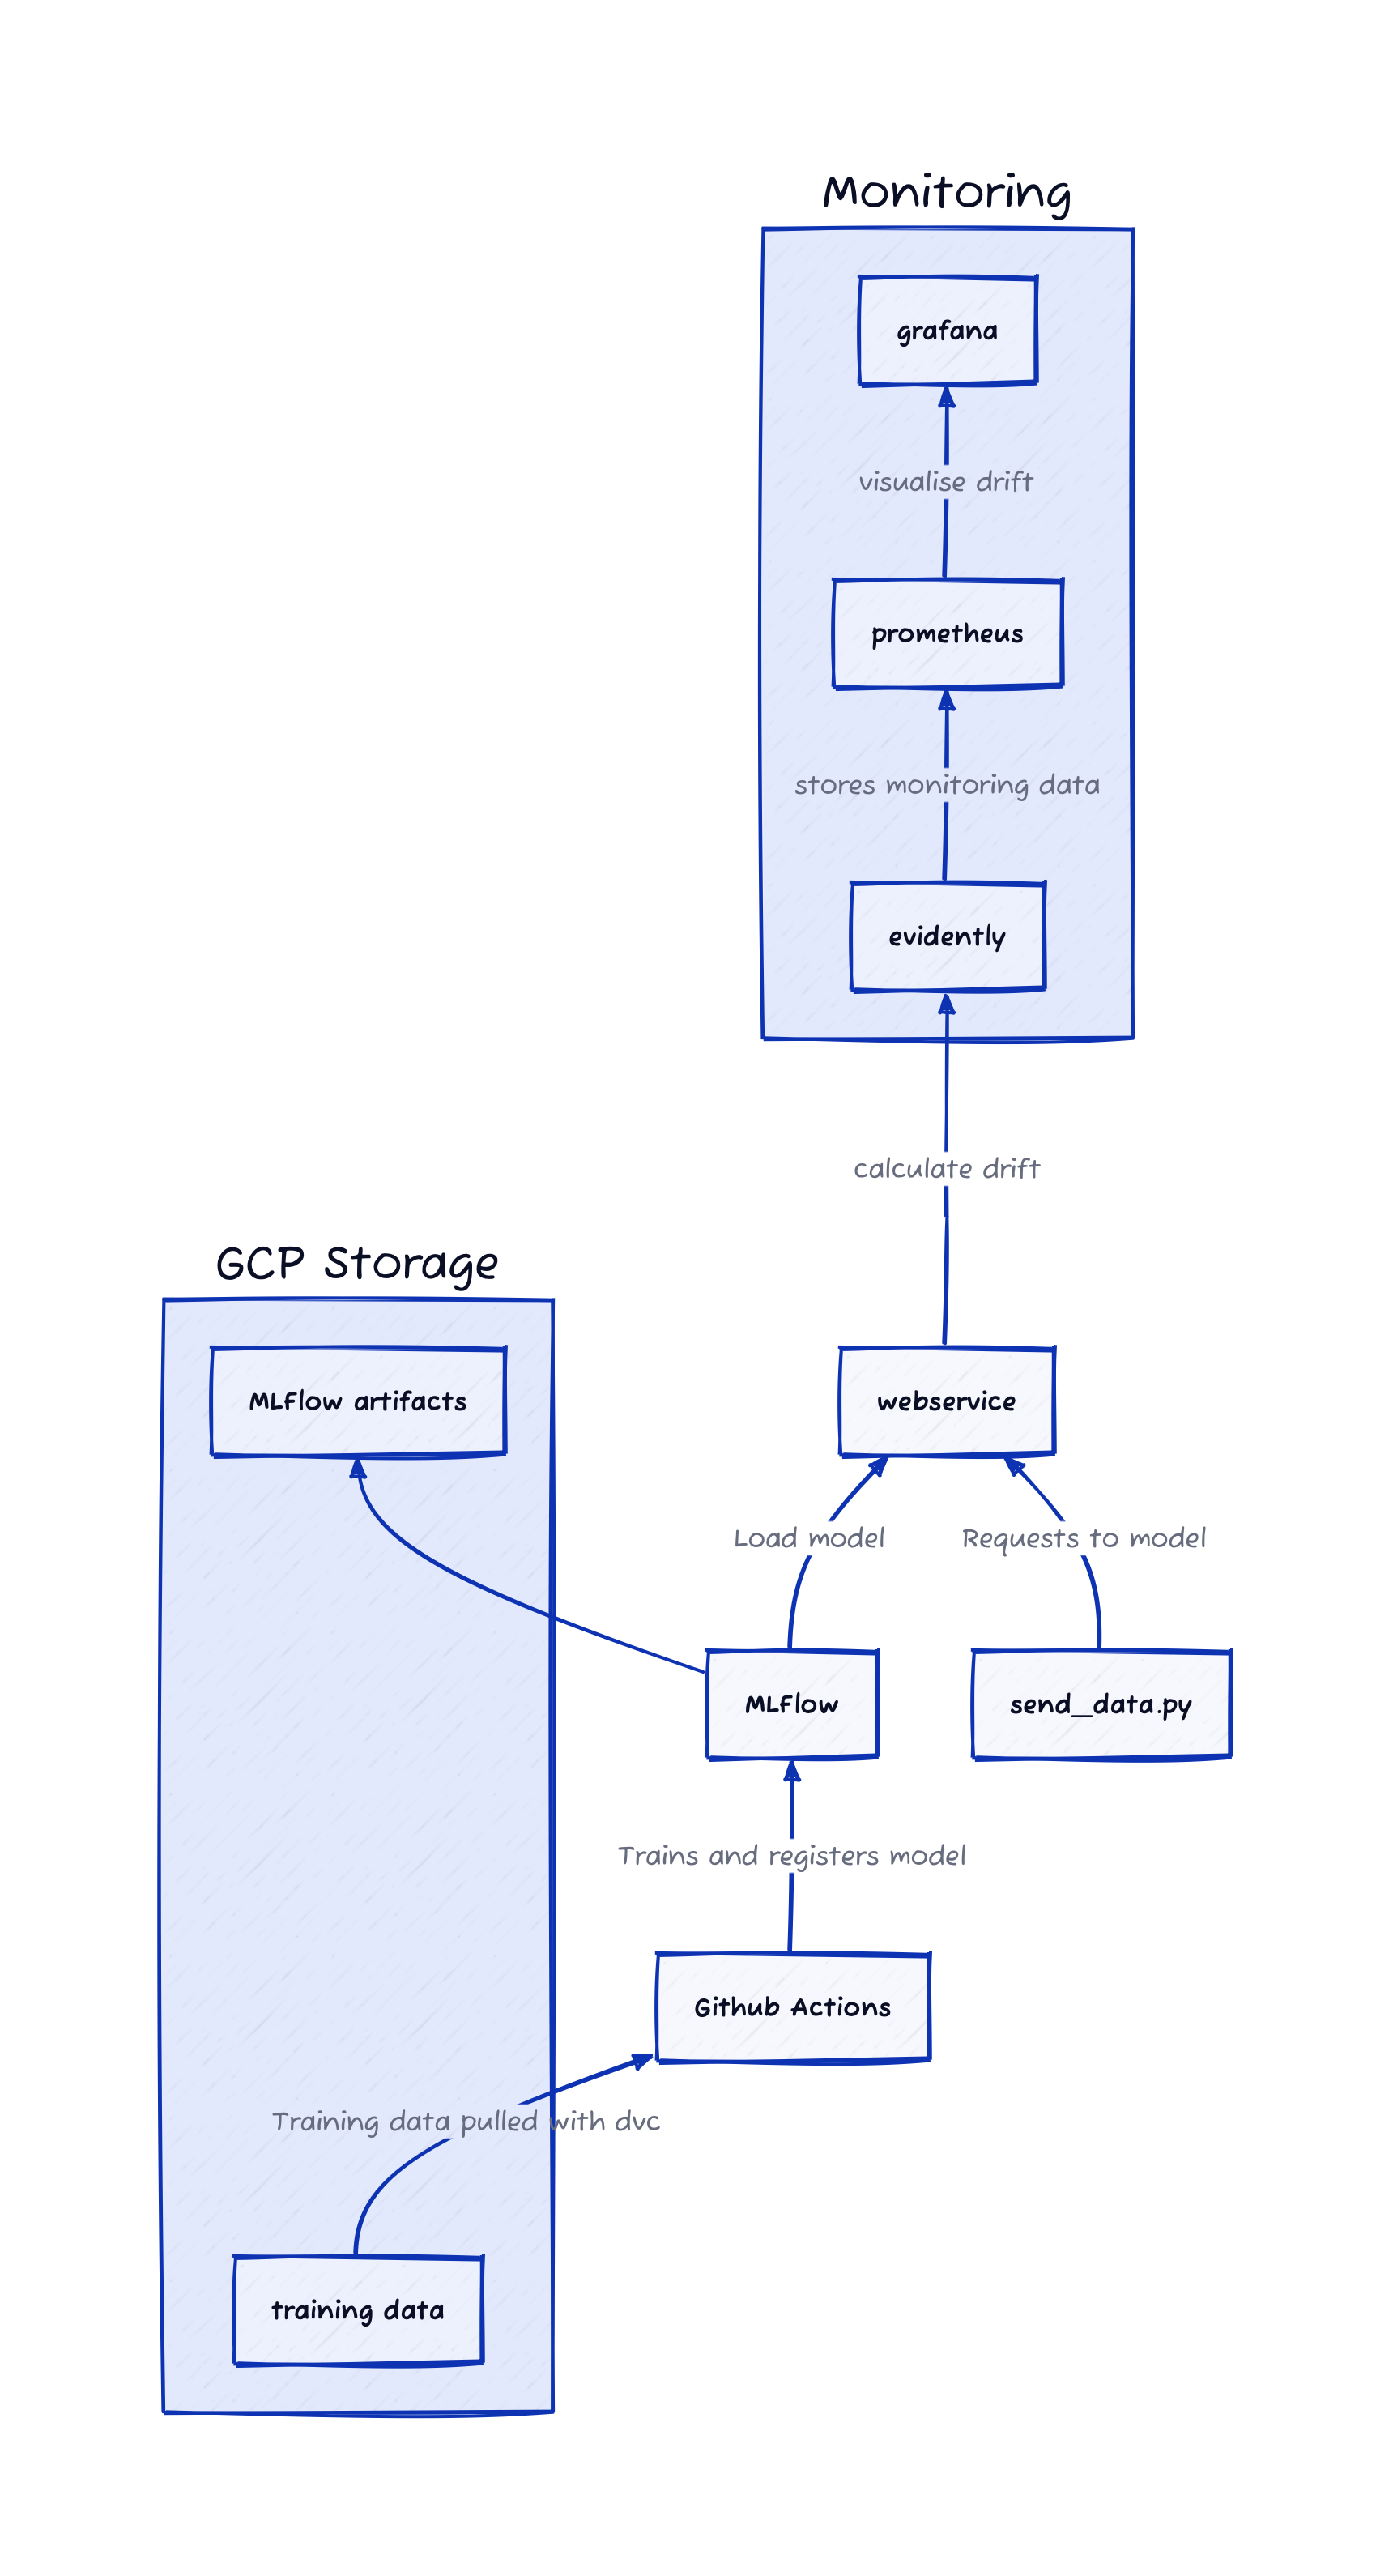 Monitoring
grafana
visualise drift
prometheus
stores monitoring data
evidently
calculate drift
GCP Storage
MLFlow artifacts
webservice
Load model
Requests to model
MLFlow
send_data.py
Trains and registers model
Github Actions
Training data pulled with dvc
training data